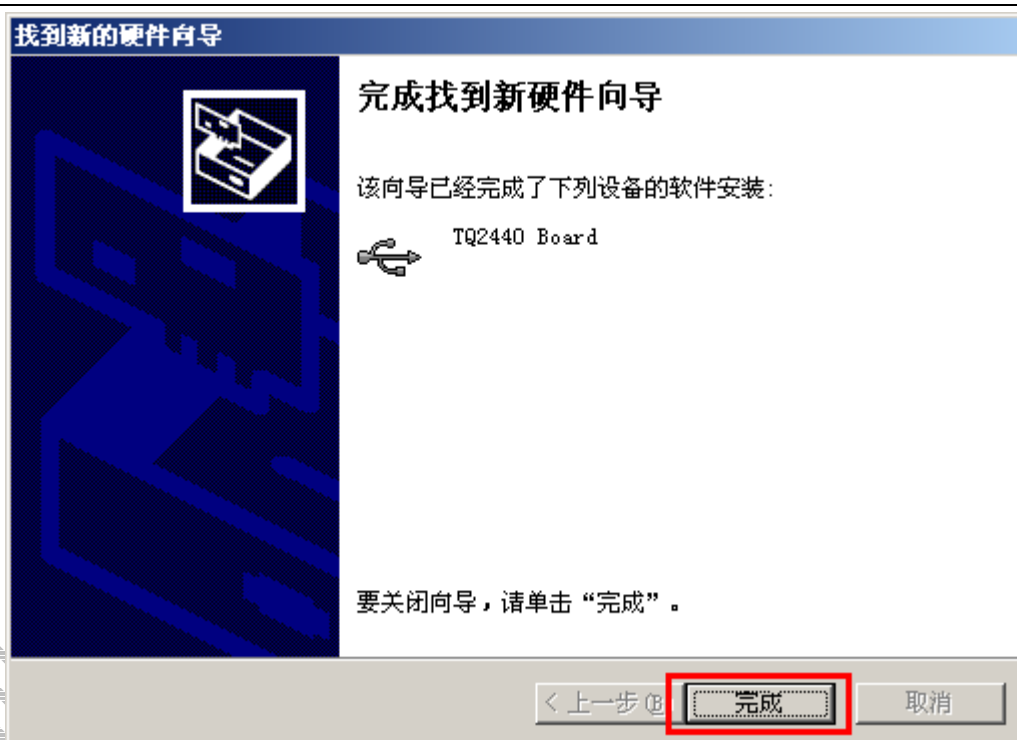 找到新的硬件向导
完成找到新硬件向导
该向导已经完成了下列设备的软件安装:
TQ2440 Board
要关闭向导，请单击“完成”。
< 上一步(B 完成 取消